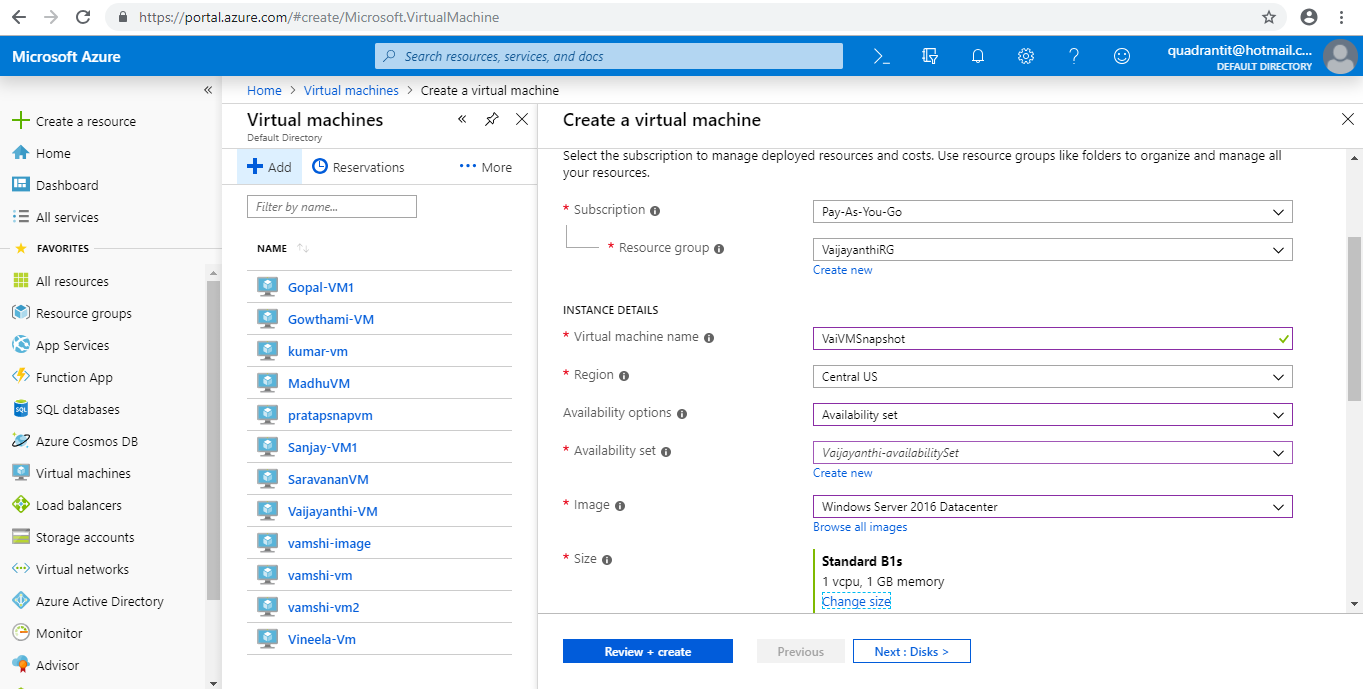 https://portal.azure.com/#create/Microsoft.VirtualMachine
Microsoft Azure
Search resources, services, and docs
quadrantit@hotmail.c...
DEFAULT DIRECTORY
Create a resource
Home
Dashboard
All services
FAVORITES
All resources
Resource groups
App Services
Function App
SQL databases
Azure Cosmos DB
Virtual machines
Load balancers
Storage accounts
Virtual networks
Azure Active Directory
Monitor
Advisor
Home > Virtual machines > Create a virtual machine
Virtual machines
Default Directory
Add
Reservations
More
Filter by name...
NAME
Gopal-VM1
Gowthami-VM
kumar-vm
MadhuVM
pratapsnapvm
Sanjay-VM1
SaravananVM
Vaijayanthi-VM
vamshi-image
vamshi-vm
vamshi-vm2
Vineela-Vm
Create a virtual machine
Select the subscription to manage deployed resources and costs. Use resource groups like folders to organize and manage all
your resources.
* Subscription
Pay-As-You-Go
* Resource group
VaijayanthiRG
Create new
INSTANCE DETAILS
* Virtual machine name
VaiVMSnapshot
* Region
Central US
Availability options
Availability set
* Availability set
Vaijayanthi-availabilitySet
Create new
* Image
Windows Server 2016 Datacenter
Browse all images
* Size
Standard B1s
1 vcpu, 1 GB memory
Change size
Review + create
Previous
Next : Disks >